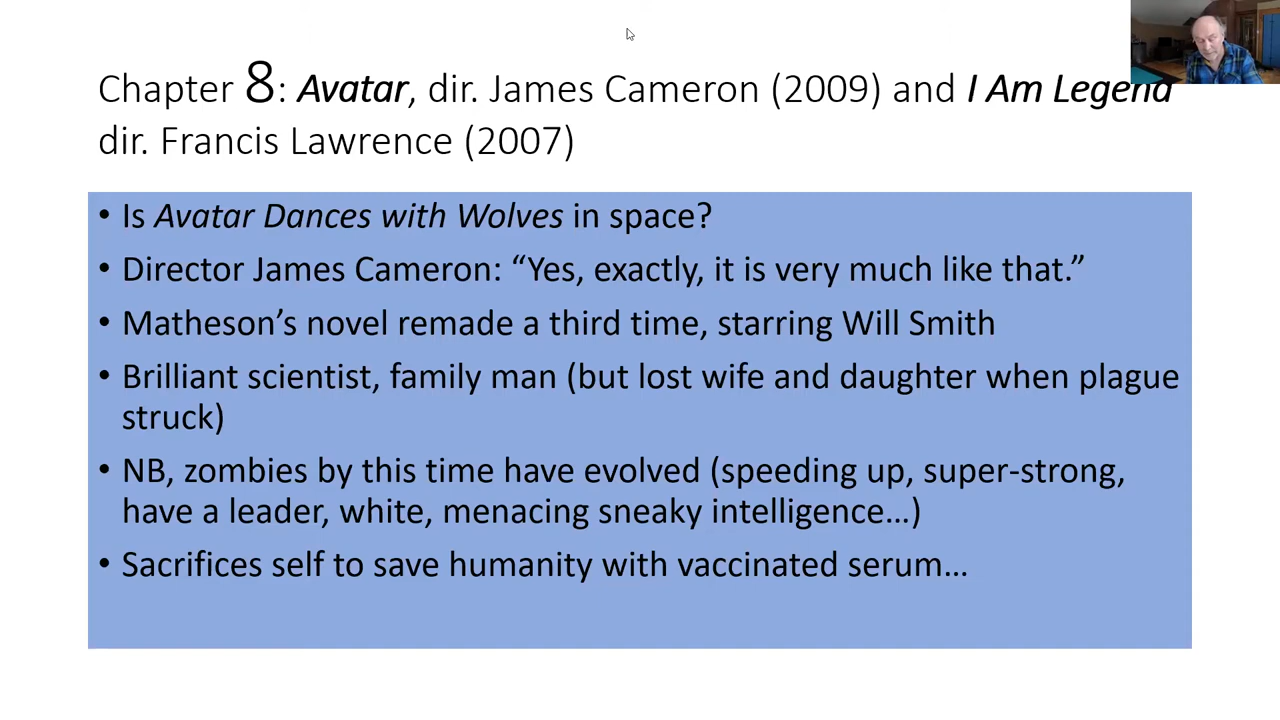 Chapter 8: Avatar, dir. James Cameron (2009) and I Am Legend
dir. Francis Lawrence (2007)
• Is Avatar Dances with Wolves in space?
• Director James Cameron: “Yes, exactly, it is very much like that.”
• Matheson’s novel remade a third time, starring Will Smith
• Brilliant scientist, family man (but lost wife and daughter when plague
struck)
• NB, zombies by this time have evolved (speeding up, super-strong,
have a leader, white, menacing sneaky intelligence…)
• Sacrifices self to save humanity with vaccinated serum…